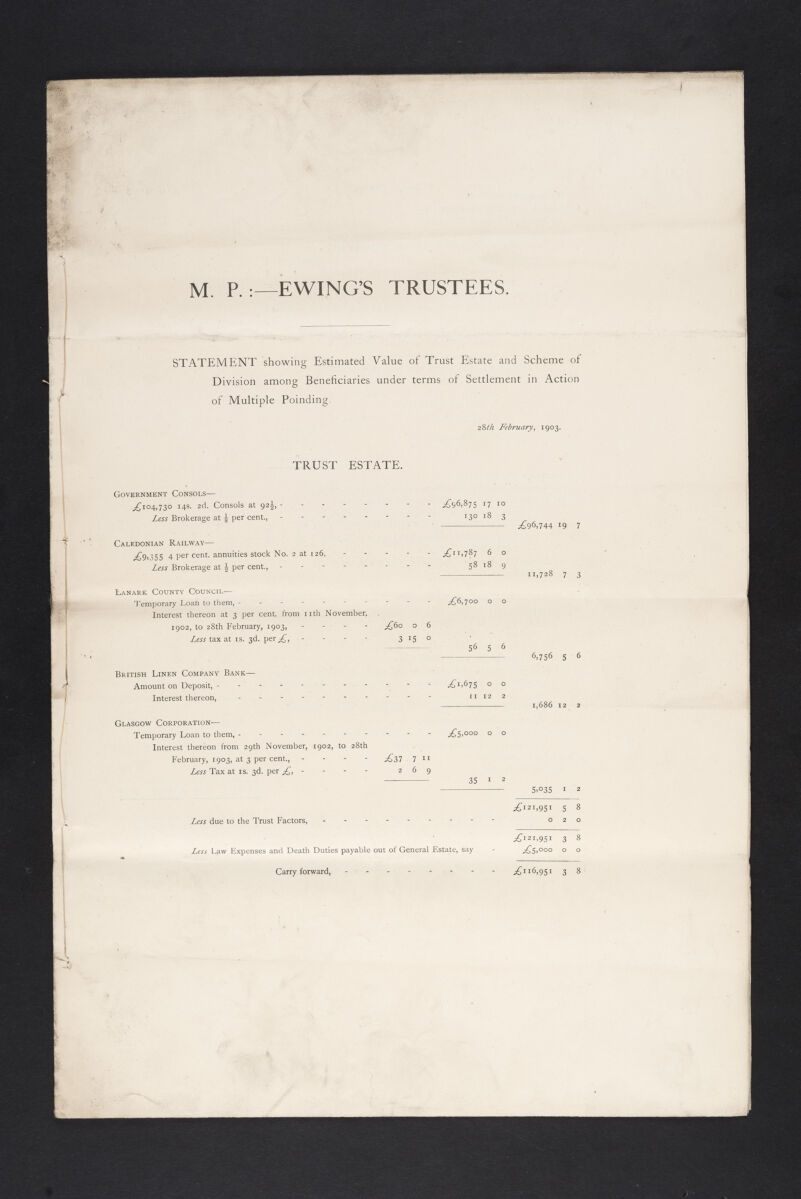 M. P. :—EWING'S TRUSTEES.
STATEMENT showing Estimated Value of Trust Estate and Scheme of
Division among Beneficiaries under terms of Settlement in Action
of Multiple Poinding.
28th February, 1903.
TRUST ESTATE.
GOVERNMENT CONSOLS—
£104,730 14s. 2d. Consols at 92½, - - - - - - - - £96,875 17 10
Less Brokerage at ⅛ per cent., - - - - - - - - 130 18 3
£96,744 19 7
CALEDONIAN RAILWAY—
£9,355 4 per cent. annuities stock No. 2 at 126, - - - - - £11,787 6 0
Less Brokerage at ½ per cent., - - - - - - - - 58 18 9
11,728 7 3
LANARK COUNTY COUNCIL—
Temporary Loan to them, - - - - - - - - - - £6,700 0 0
Interest thereon at 3 per cent. from 11th November,
1902, to 28th February, 1903, - - - - £60 0 6
Less tax at 1s. 3d. per £, - - - - 3 15 0
56 5 6
6,756 5 6
BRITISH LINEN COMPANY BANK—
Amount on Deposit, - - - - - - - - - - - £1,675 0 0
Interest thereon, - - - - - - - - - - 11 12 2
1,686 12 2
GLASGOW CORPORATION—
Temporary Loan to them, - - - - - - - - - - £5,000 0 0
Interest thereon from 29th November, 1902, to 28th
February, 1903, at 3 per cent., - - - - £37 7 11
Less Tax at 1s. 3d. per £, - - - - 2 6 9
35 1 2
5,035 1 2
£121,951 5 8
Less due to the Trust Factors, - - - - - - - - - 0 2 0
£121,951 3 8
Less Law Expenses and Death Duties payable out of General Estate, say - £5,000 0 0
Carry forward, - - - - - - - - £116,951 3 8